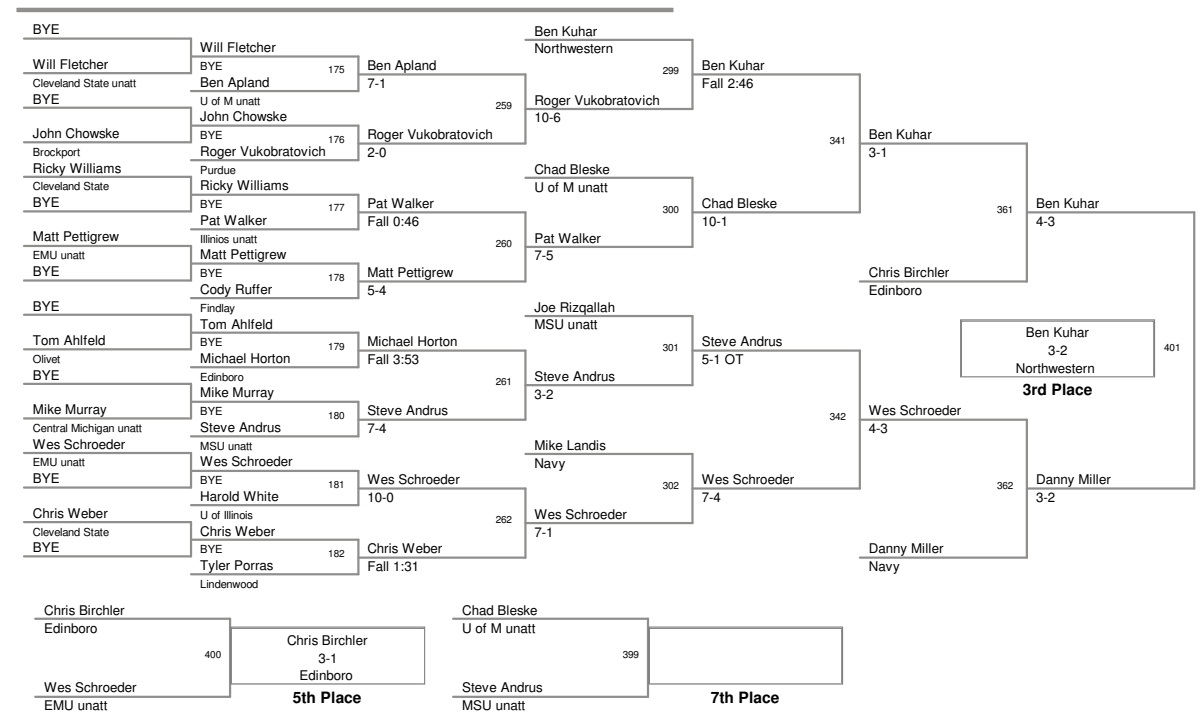 BYE
Will Fletcher
Cleveland State unatt
BYE
John Chowske
Brockport
Ricky Williams
Cleveland State
BYE
Matt Pettigrew
EMU unatt
BYE
BYE
Tom Ahlfeld
Olivet
BYE
Mike Murray
Central Michigan unatt
Wes Schroeder
EMU unatt
BYE
Chris Weber
Cleveland State
BYE
Will Fletcher
BYE
175
Ben Apland
U of M unatt
John Chowske
BYE
176
Roger Vukobratovich
Purdue
Ricky Williams
BYE
177
Pat Walker
Illinios unatt
Matt Pettigrew
BYE
178
Cody Ruffer
Findlay
Tom Ahlfeld
BYE
179
Michael Horton
Edinboro
Mike Murray
BYE
180
Steve Andrus
MSU unatt
Wes Schroeder
BYE
181
Harold White
U of Illinois
Chris Weber
BYE
182
Tyler Porras
Lindenwood
Ben Apland
7-1
259
Roger Vukobratovich
2-0
Pat Walker
Fall 0:46
260
Matt Pettigrew
5-4
Michael Horton
Fall 3:53
261
Steve Andrus
7-4
Wes Schroeder
10-0
262
Chris Weber
Fall 1:31
Ben Kuhar
Northwestern
299
Roger Vukobratovich
10-6
Chad Bleske
U of M unatt
300
Pat Walker
7-5
Joe Rizqallah
MSU unatt
301
Steve Andrus
3-2
Mike Landis
Navy
302
Wes Schroeder
7-1
Ben Kuhar
Fall 2:46
341
Chad Bleske
10-1
Steve Andrus
5-1 OT
342
Wes Schroeder
7-4
Ben Kuhar
3-1
361
Chris Birchler
Edinboro
Wes Schroeder
4-3
362
Danny Miller
Navy
Ben Kuhar
4-3
401
Danny Miller
3-2
Ben Kuhar
3-2
Northwestern
3rd Place
Chris Birchler
Edinboro
400
Wes Schroeder
EMU unatt
Chris Birchler
3-1
Edinboro
5th Place
Chad Bleske
U of M unatt
399
Steve Andrus
MSU unatt
7th Place